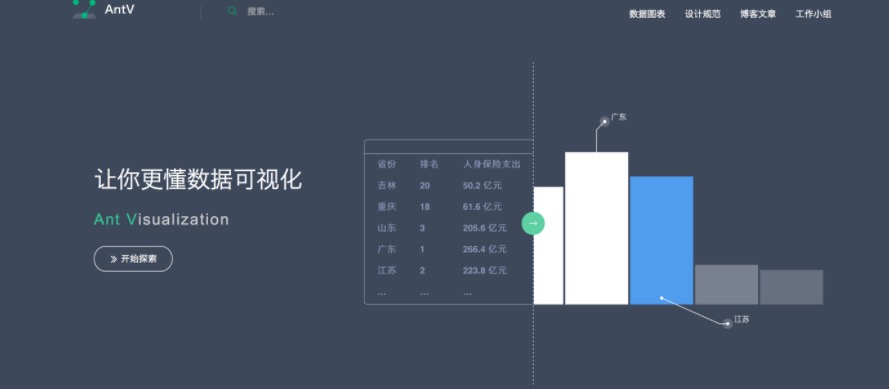 AntV
搜索...
数据图表 设计规范 博客文章 工作小组
广东
让你更懂数据可视化
Ant Visualization
开始探索
省份 排名 人身保险支出
吉林 20 50.2 亿元
重庆 18 61.6 亿元
山东 3 205.6 亿元
广东 1 266.4 亿元
江苏 2 223.8 亿元
... ... ...
江苏